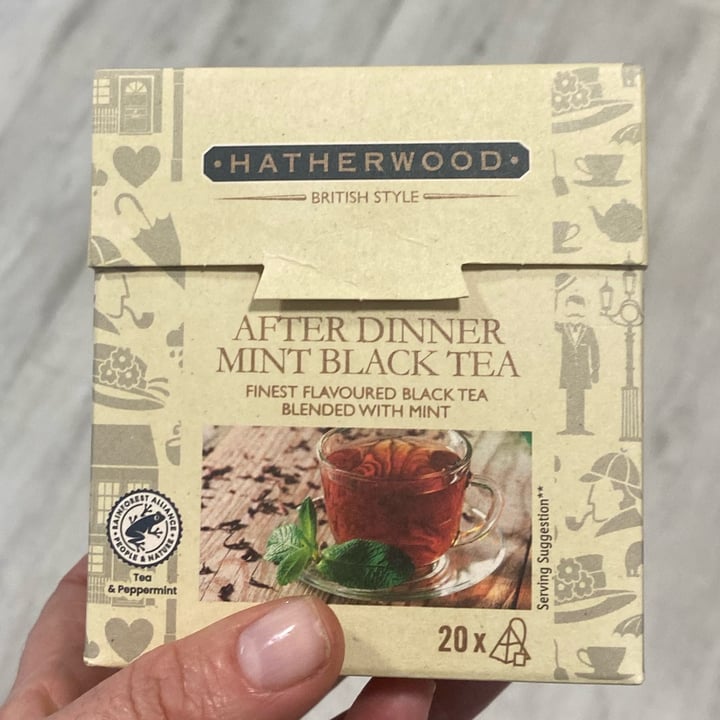 ·HATHERWOOD·
BRITISH STYLE
AFTER DINNER
MINT BLACK TEA
FINEST FLAVOURED BLACK TEA
BLENDED WITH MINT
RAINFOREST ALLIANCE
PEOPLE & NATURE
Tea
& Peppermint
Serving Suggestion**
20 x